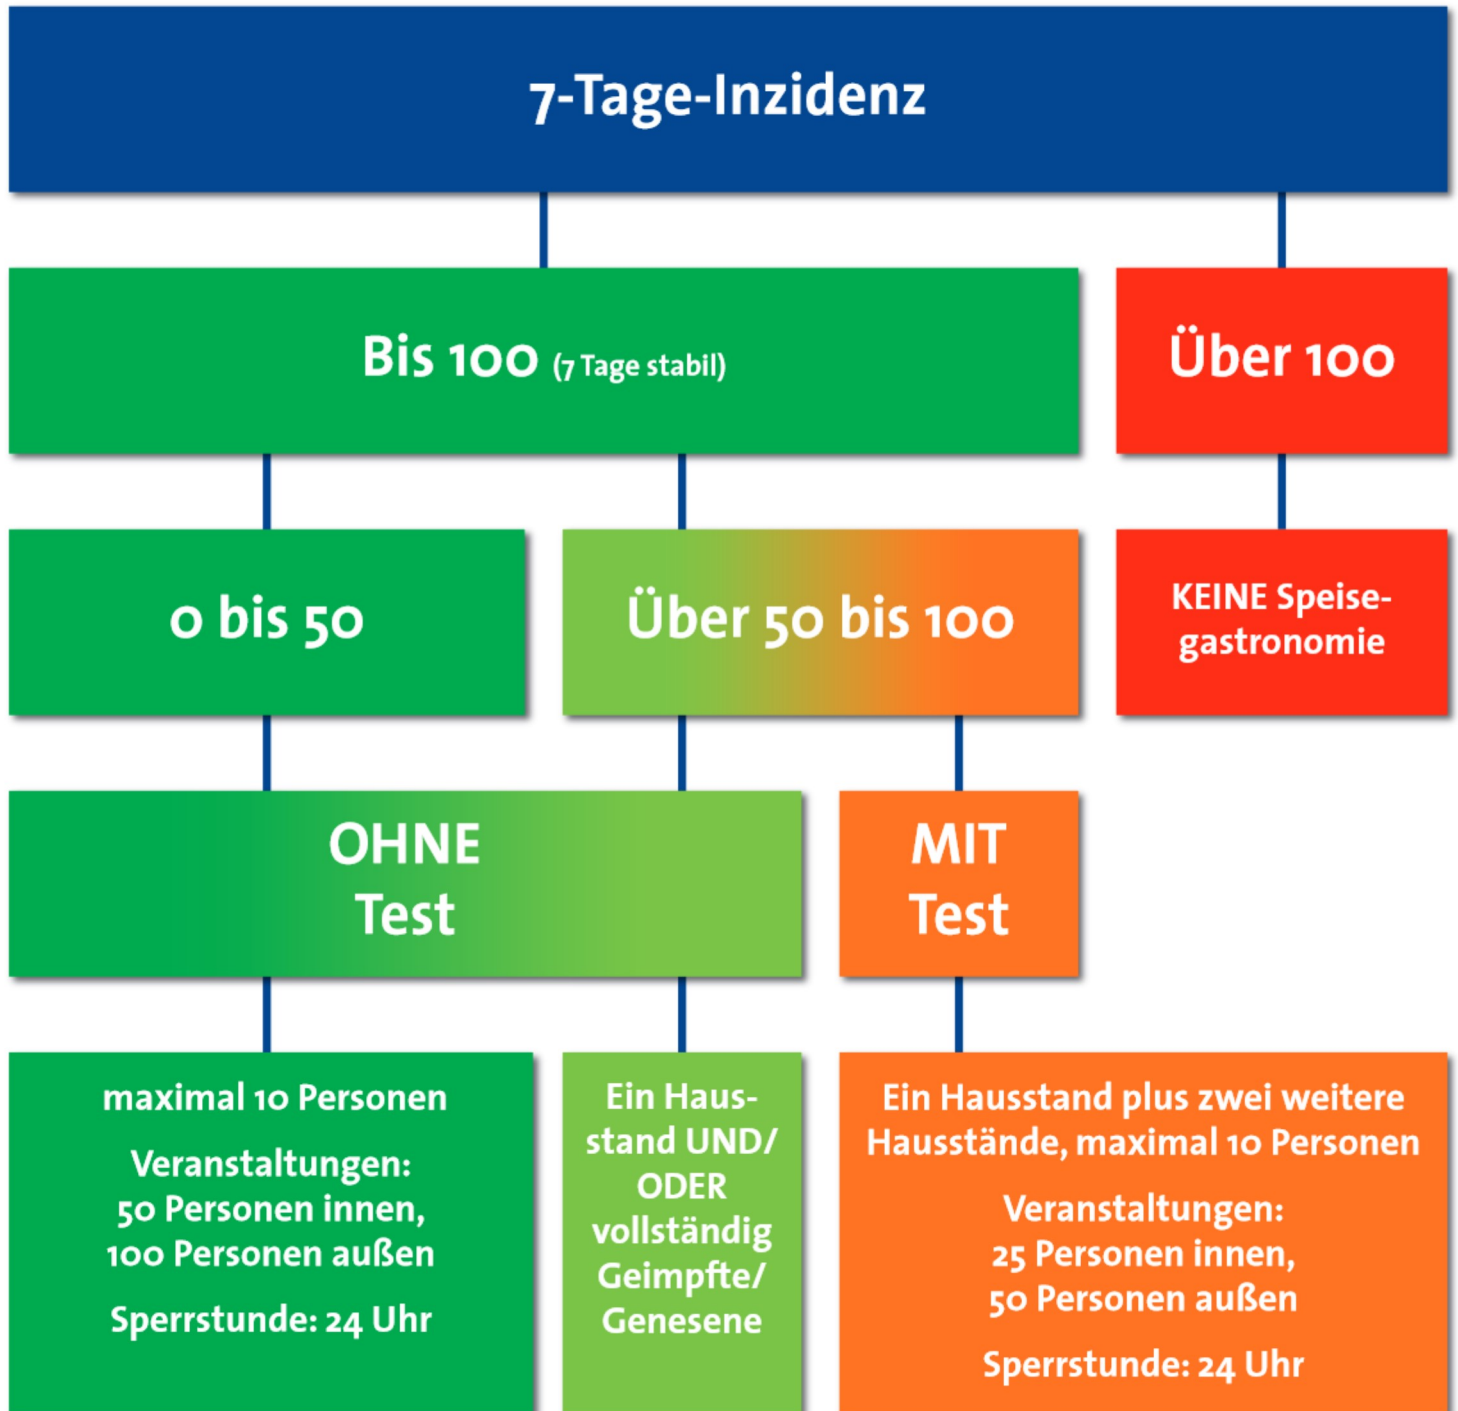 7-Tage-Inzidenz
Bis 100 (7 Tage stabil)
Über 100
0 bis 50
Über 50 bis 100
KEINE Speise-
gastronomie
OHNE
Test
MIT
Test
maximal 10 Personen
Veranstaltungen:
50 Personen innen,
100 Personen außen
Sperrstunde: 24 Uhr
Ein Haus-
stand UND/
ODER
vollständig
Geimpfte/
Genesene
Ein Hausstand plus zwei weitere
Hausstände, maximal 10 Personen
Veranstaltungen:
25 Personen innen,
50 Personen außen
Sperrstunde: 24 Uhr